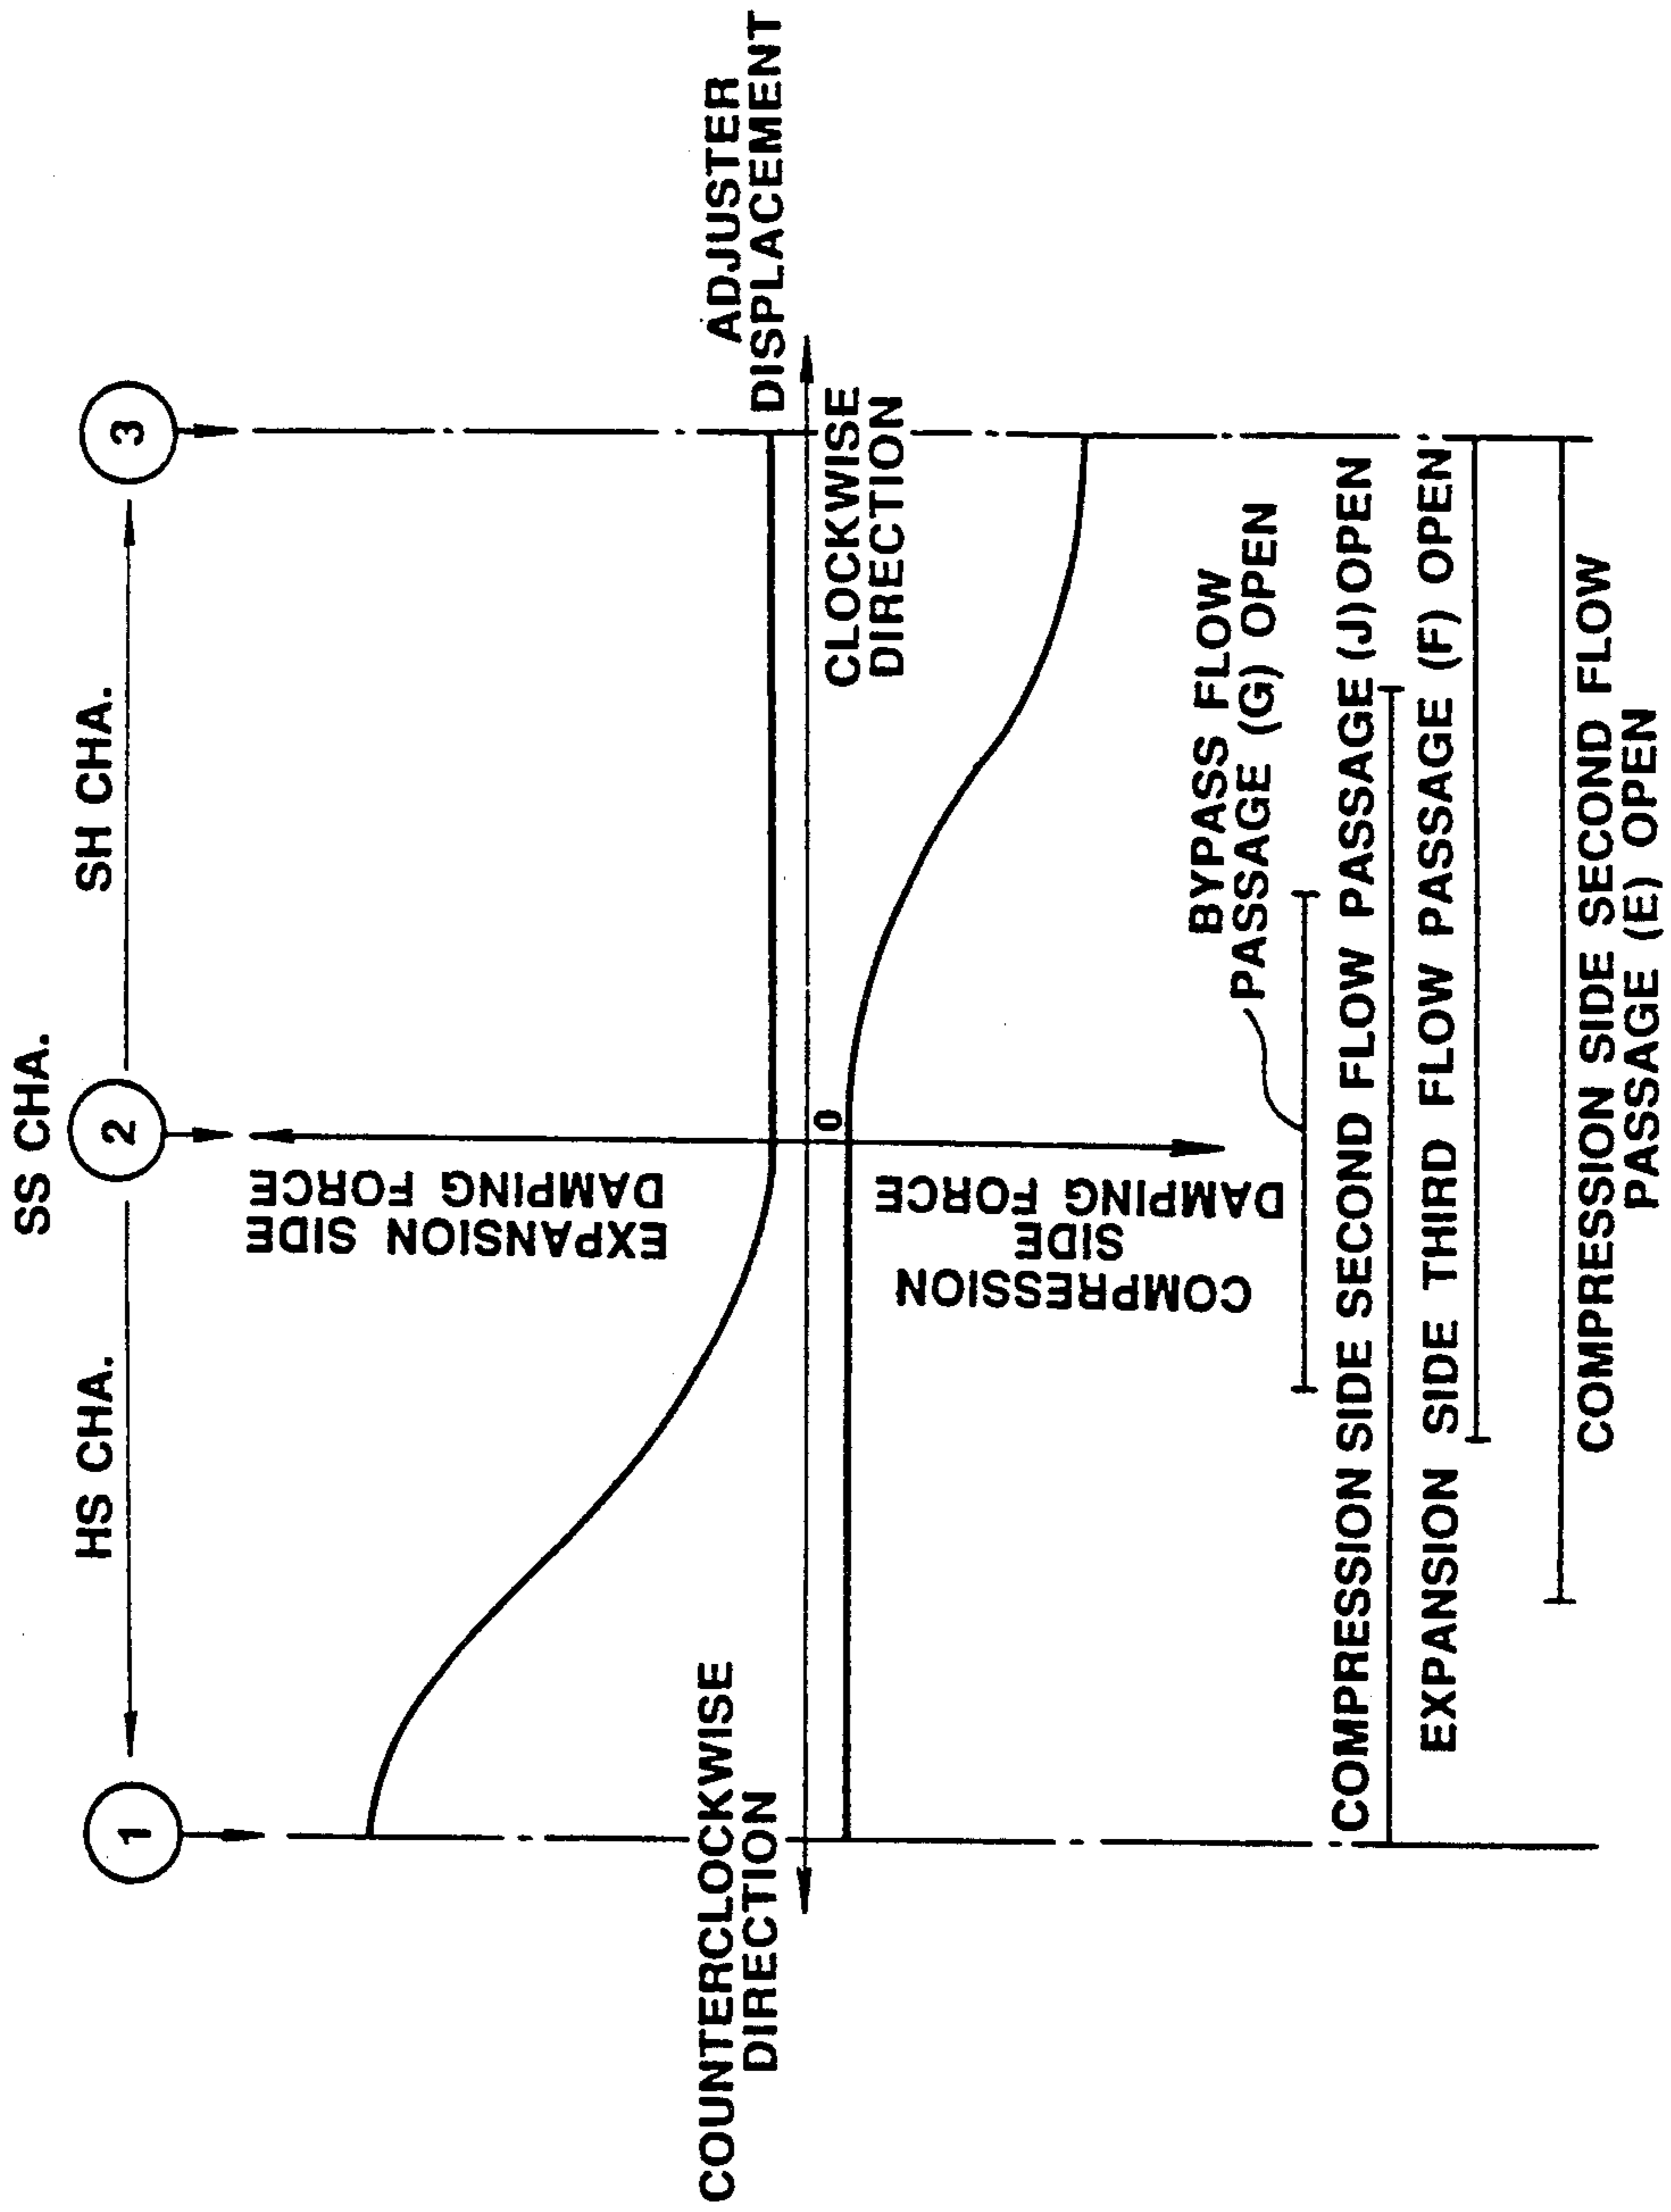 SS CHA.
HS CHA.
SH CHA.
1
2
3
EXPANSION SIDE
DAMPING FORCE
COUNTERCLOCKWISE
DIRECTION
ADJUSTER
DISPLACEMENT
0
CLOCKWISE
DIRECTION
COMPRESSION
SIDE
DAMPING FORCE
BYPASS FLOW
PASSAGE (G) OPEN
COMPRESSION SIDE SECOND FLOW PASSAGE (J) OPEN
EXPANSION SIDE THIRD FLOW PASSAGE (F) OPEN
COMPRESSION SIDE SECOND FLOW
PASSAGE (E) OPEN